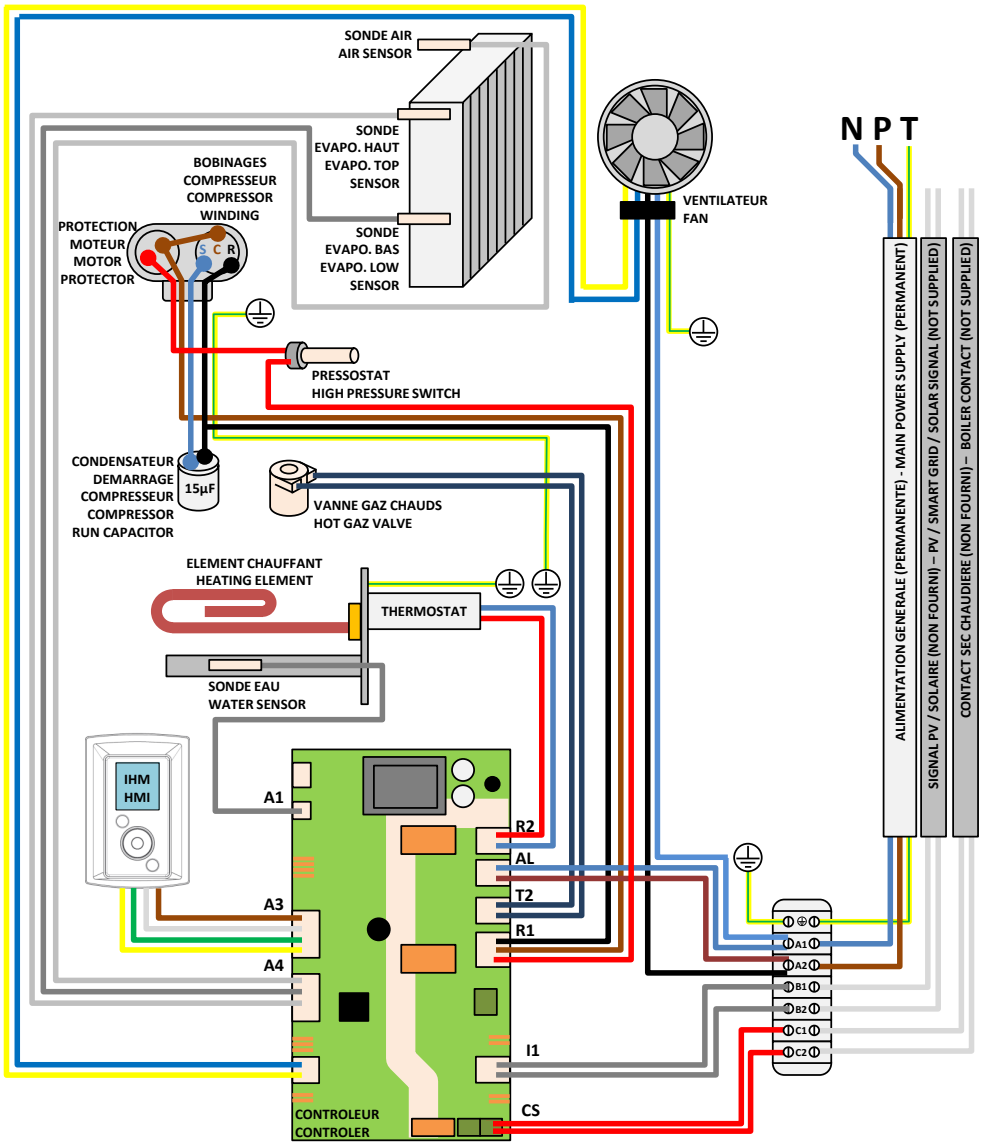 SONDE AIR
AIR SENSOR
SONDE
EVAPO. HAUT
EVAPO. TOP
SENSOR
SONDE
EVAPO. BAS
EVAPO. LOW
SENSOR
BOBINAGES
COMPRESSEUR
COMPRESSOR
WINDING
PROTECTION
MOTEUR
MOTOR
PROTECTOR
S C R
VENTILATEUR
FAN
N P T
PRESSOSTAT
HIGH PRESSURE SWITCH
CONDENSATEUR
DEMARRAGE
COMPRESSEUR
COMPRESSOR
RUN CAPACITOR
15µF
VANNE GAZ CHAUDS
HOT GAZ VALVE
ELEMENT CHAUFFANT
HEATING ELEMENT
THERMOSTAT
SONDE EAU
WATER SENSOR
ALIMENTATION GENERALE (PERMANENTE) - MAIN POWER SUPPLY (PERMANENT)
SIGNAL PV / SOLAIRE (NON FOURNI) – PV / SMART GRID / SOLAR SIGNAL (NOT SUPPLIED)
CONTACT SEC CHAUDIERE (NON FOURNI) – BOILER CONTACT (NOT SUPPLIED)
IHM
HMI
A1
A3
A4
R2
AL
T2
R1
I1
CS
CONTROLEUR
CONTROLER
A1
A2
B1
B2
C1
C2